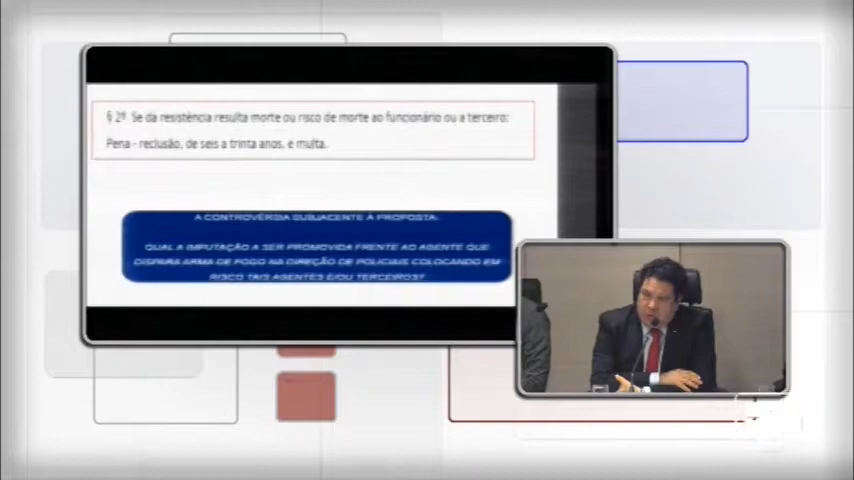 § 2º Se da resistência resulta morte ou risco de morte ao funcionário ou a terceiro:
Pena - reclusão, de seis a trinta anos, e multa.
A CONTROVÉRSIA SUBJACENTE À PROPOSTA:
QUAL A IMPUTAÇÃO A SER PROMOVIDA FRENTE AO AGENTE QUE
DISPARA ARMA DE FOGO NA DIREÇÃO DE POLICIAIS COLOCANDO EM
RISCO TAIS AGENTES E/OU TERCEIROS?